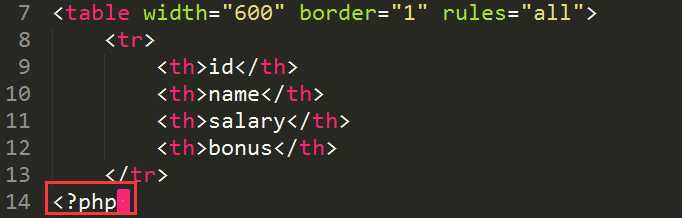 7 <table width="600" border="1" rules="all">
8 <tr>
9 <th>id</th>
10 <th>name</th>
11 <th>salary</th>
12 <th>bonus</th>
13 </tr>
14 <?php